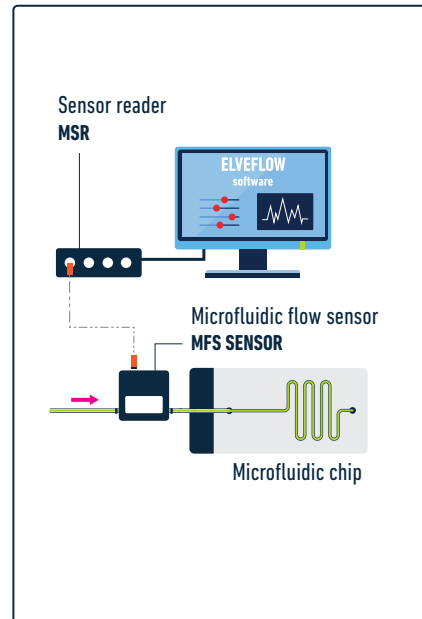 Sensor reader
MSR
ELVEFLOW
software
Microfluidic flow sensor
MFS SENSOR
Microfluidic chip